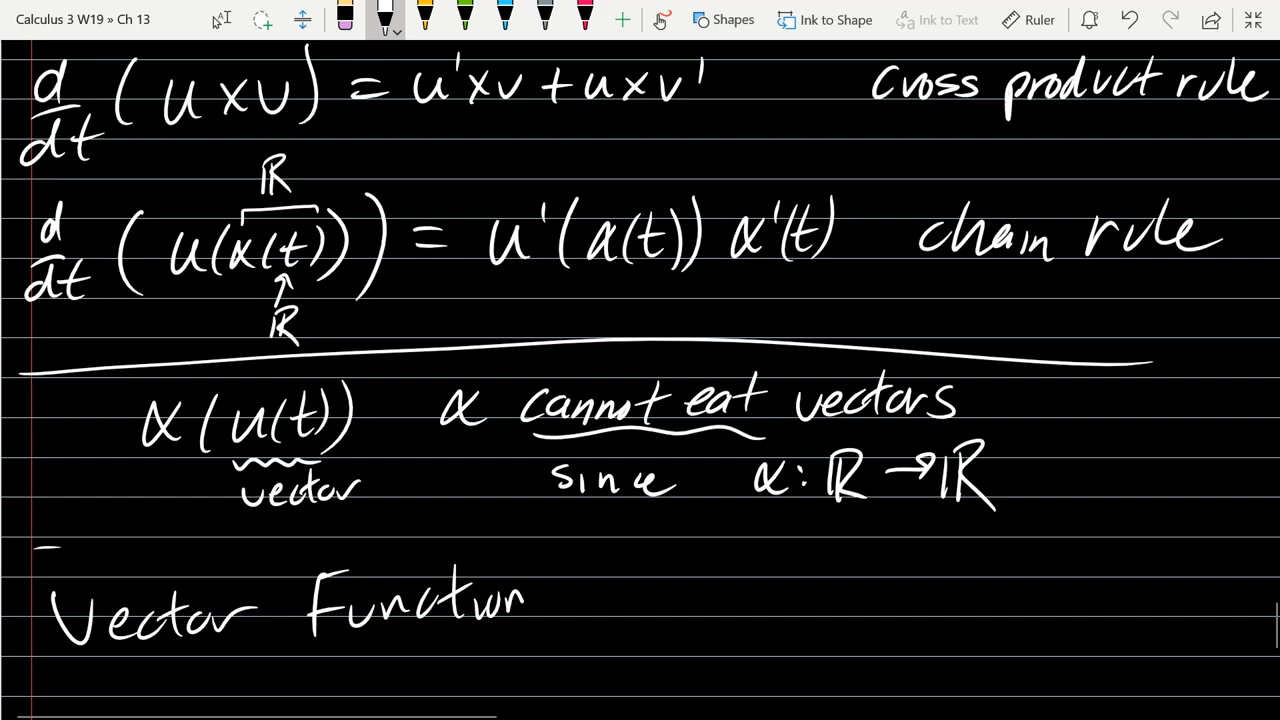 Calculus 3 W19 » Ch 13
Shapes
Ink to Shape
Ink to Text
Ruler
d/dt (u×v) = u'×v + u×v' cross product rule
ℝ
d/dt (u(α(t))) = u'(α(t)) α'(t) chain rule
ℝ
α(u(t)) α cannot eat vectors
vector since α: ℝ → ℝ
Vector Function